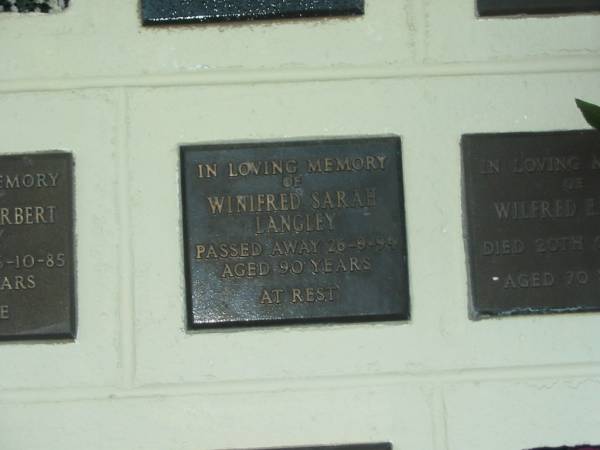 IN LOVING MEMORY
OF
WINIFRED SARAH
LANGLEY
PASSED AWAY 26-9-94
AGED 90 YEARS
AT REST
EMORY
RBERT
-10-85
ARS
E
IN LOVING
OF
WILFRED E.
DIED 20TH
AGED 70